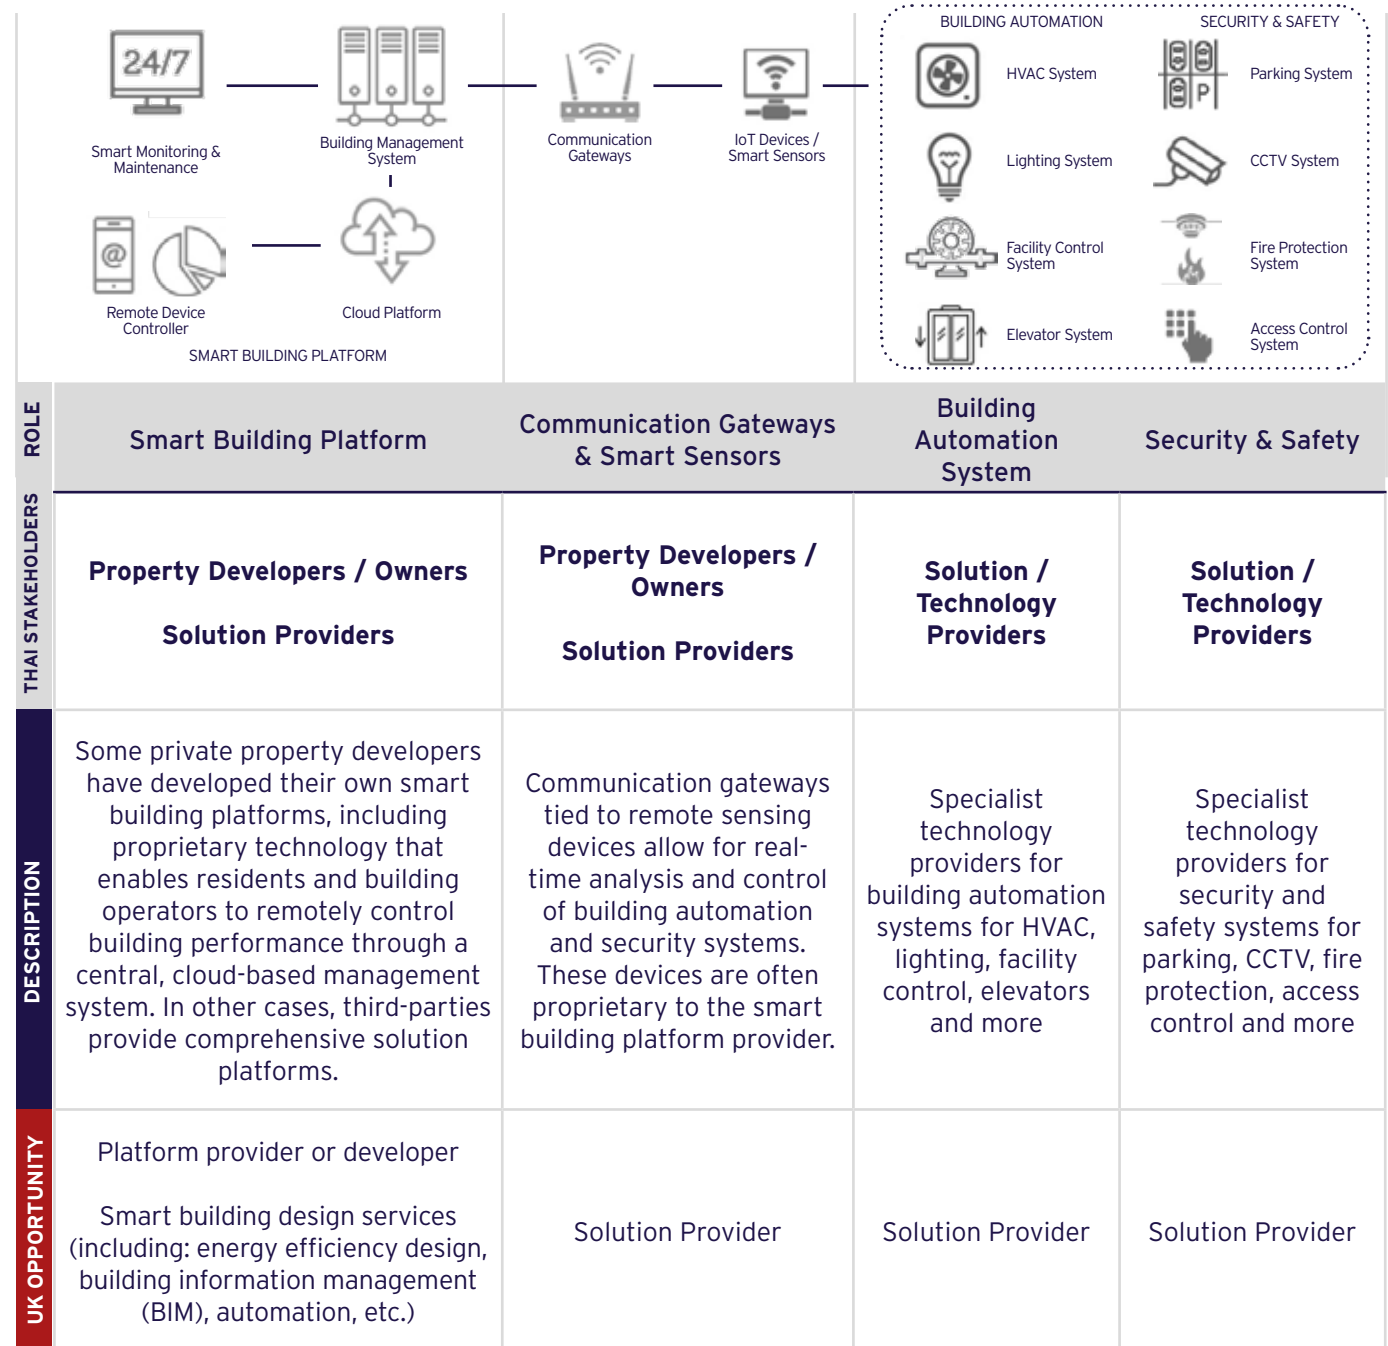 24/7
Smart Monitoring &
Maintenance
Building Management
System
@
Remote Device
Controller
Cloud Platform
SMART BUILDING PLATFORM
Communication
Gateways
IoT Devices /
Smart Sensors
BUILDING AUTOMATION
HVAC System
Lighting System
Facility Control
System
Elevator System
SECURITY & SAFETY
P
Parking System
CCTV System
Fire Protection
System
Access Control
System
ROLE
Smart Building Platform
Communication Gateways
& Smart Sensors
Building
Automation
System
Security & Safety
THAI STAKEHOLDERS
Property Developers / Owners
Solution Providers
Property Developers /
Owners
Solution Providers
Solution /
Technology
Providers
Solution /
Technology
Providers
DESCRIPTION
Some private property developers
have developed their own smart
building platforms, including
proprietary technology that
enables residents and building
operators to remotely control
building performance through a
central, cloud-based management
system. In other cases, third-parties
provide comprehensive solution
platforms.
Communication gateways
tied to remote sensing
devices allow for real-
time analysis and control
of building automation
and security systems.
These devices are often
proprietary to the smart
building platform provider.
Specialist
technology
providers for
building automation
systems for HVAC,
lighting, facility
control, elevators
and more
Specialist
technology
providers for
security and
safety systems for
parking, CCTV, fire
protection, access
control and more
UK OPPORTUNITY
Platform provider or developer
Smart building design services
(including: energy efficiency design,
building information management
(BIM), automation, etc.)
Solution Provider
Solution Provider
Solution Provider